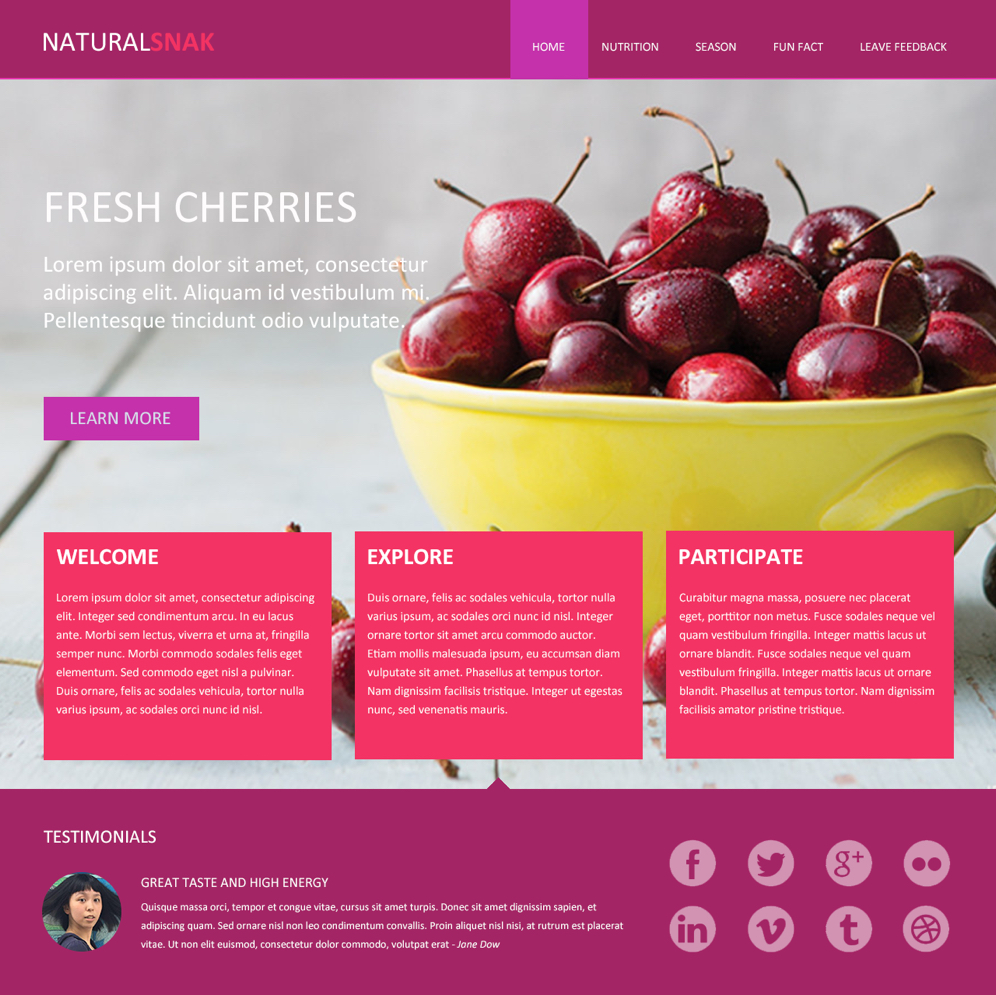 NATURALSNAK
HOME NUTRITION SEASON FUN FACT LEAVE FEEDBACK
FRESH CHERRIES
Lorem ipsum dolor sit amet, consectetur
adipiscing elit. Aliquam id vestibulum mi.
Pellentesque tincidunt odio vulputate.
LEARN MORE
WELCOME
Lorem ipsum dolor sit amet, consectetur adipiscing
elit. Integer sed condimentum arcu. In eu lacus
ante. Morbi sem lectus, viverra et urna at, fringilla
semper nunc. Morbi commodo sodales felis eget
elementum. Sed commodo eget nisl a pulvinar.
Duis ornare, felis ac sodales vehicula, tortor nulla
varius ipsum, ac sodales orci nunc id nisl.
EXPLORE
Duis ornare, felis ac sodales vehicula, tortor nulla
varius ipsum, ac sodales orci nunc id nisl. Integer
ornare tortor sit amet arcu commodo auctor.
Etiam mollis malesuada ipsum, eu accumsan diam
vulputate sit amet. Phasellus at tempus tortor.
Nam dignissim facilisis tristique. Integer ut egestas
nunc, sed venenatis mauris.
PARTICIPATE
Curabitur magna massa, posuere nec placerat
eget, porttitor non metus. Fusce sodales neque vel
quam vestibulum fringilla. Integer mattis lacus ut
ornare blandit. Fusce sodales neque vel quam
vestibulum fringilla. Integer mattis lacus ut ornare
blandit. Phasellus at tempus tortor. Nam dignissim
facilisis amator pristine tristique.
TESTIMONIALS
GREAT TASTE AND HIGH ENERGY
Quisque massa orci, tempor et congue vitae, cursus sit amet turpis. Donec sit amet dignissim sapien, et
adipiscing quam. Sed ornare nisl non leo condimentum convallis. Proin aliquet nisl nisi, at rutrum est placerat
vitae. Ut non elit euismod, consectetur dolor commodo, volutpat erat - Jane Dow
f g+
in t